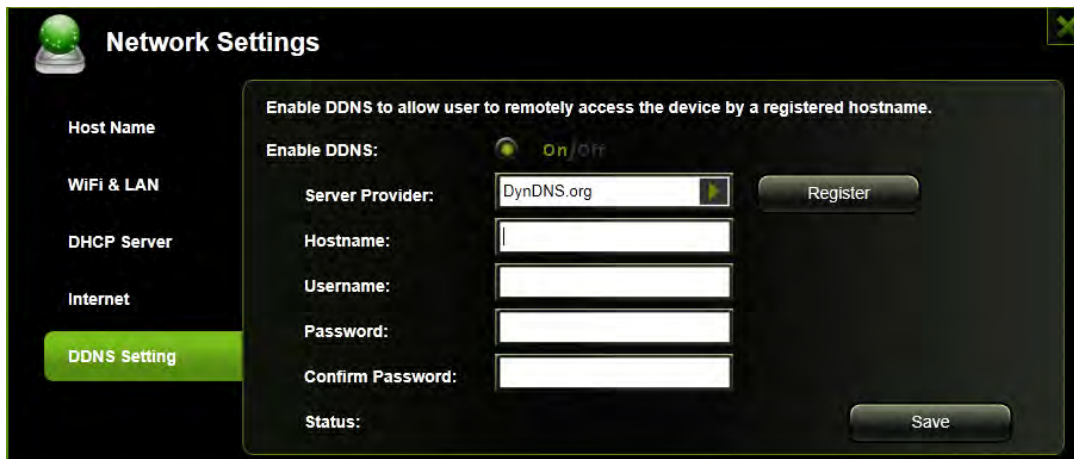 Network Settings
Host Name
WiFi & LAN
DHCP Server
Internet
DDNS Setting
Enable DDNS to allow user to remotely access the device by a registered hostname.
Enable DDNS: On/Off
Server Provider: DynDNS.org Register
Hostname:
Username:
Password:
Confirm Password:
Status: Save